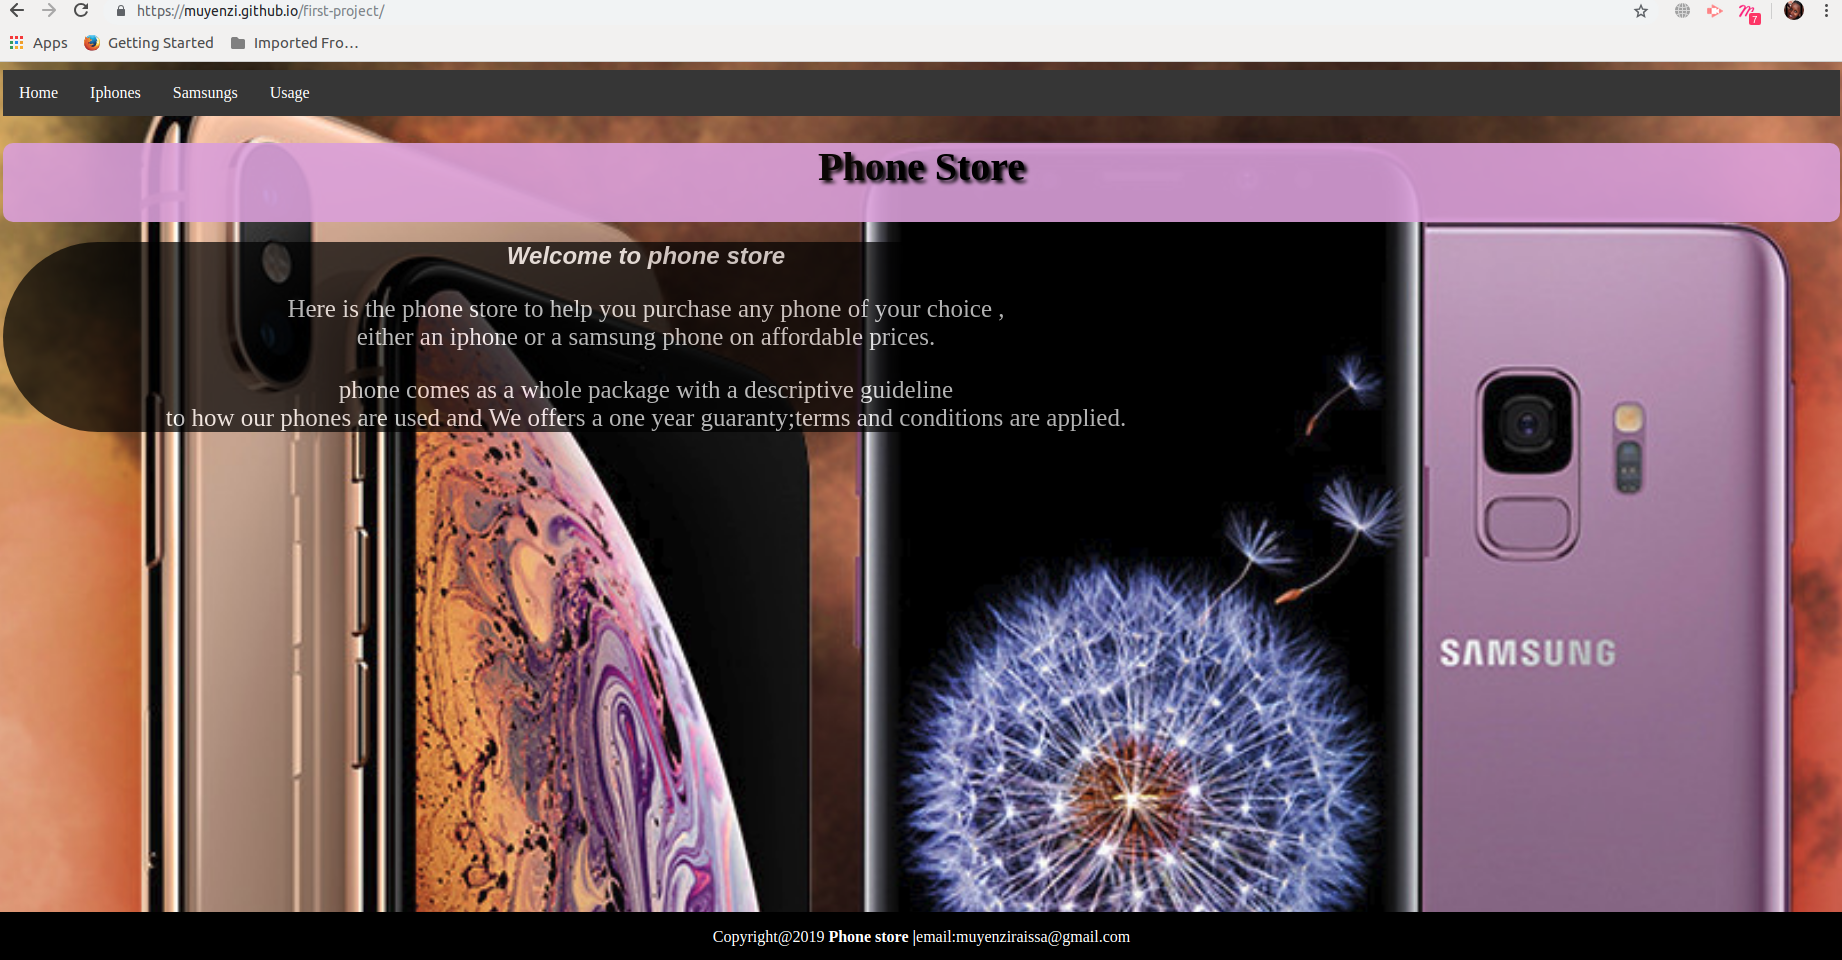 https://muyenzi.github.io/first-project/
7
Apps Getting Started Imported Fro…
Home Iphones Samsungs Usage
Phone Store
Welcome to phone store
Here is the phone store to help you purchase any phone of your choice ,
either an iphone or a samsung phone on affordable prices.
phone comes as a whole package with a descriptive guideline
to how our phones are used and We offers a one year guaranty;terms and conditions are applied.
SAMSUNG
Copyright@2019 Phone store |email:muyenziraissa@gmail.com